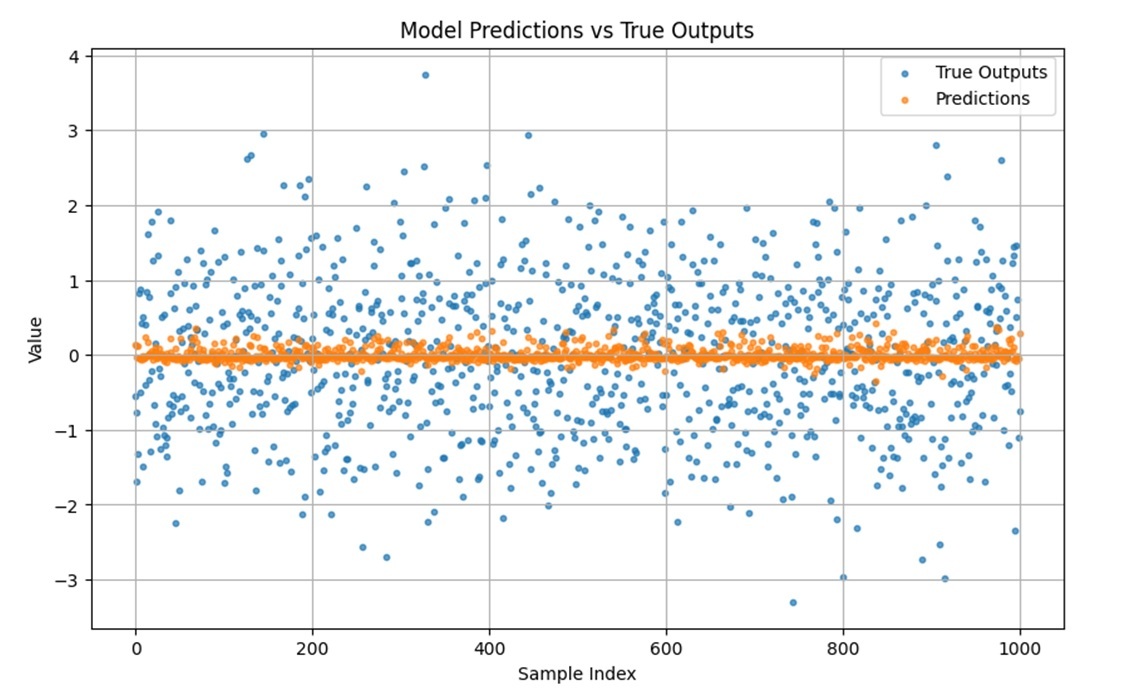 Model Predictions vs True Outputs
True Outputs
Predictions
Value
4
3
2
1
0
−1
−2
−3
0 200 400 600 800 1000
Sample Index